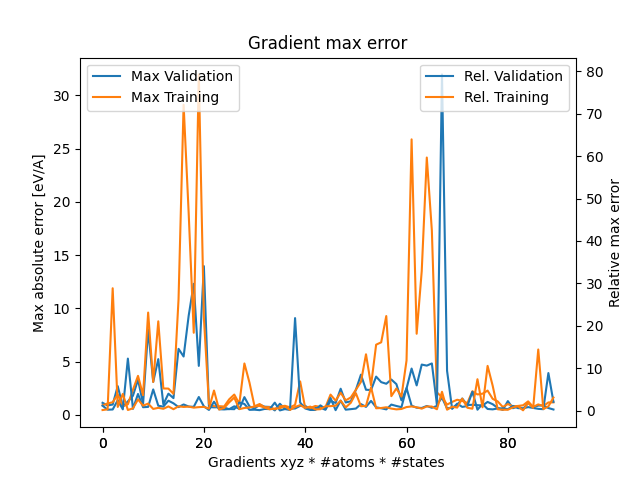 Gradient max error
Max Validation
Max Training
Rel. Validation
Rel. Training
Max absolute error [eV/A]
30
25
20
15
10
5
0
80
70
60
50
40
30
20
10
0
Relative max error
0 20 40 60 80
Gradients xyz * #atoms * #states